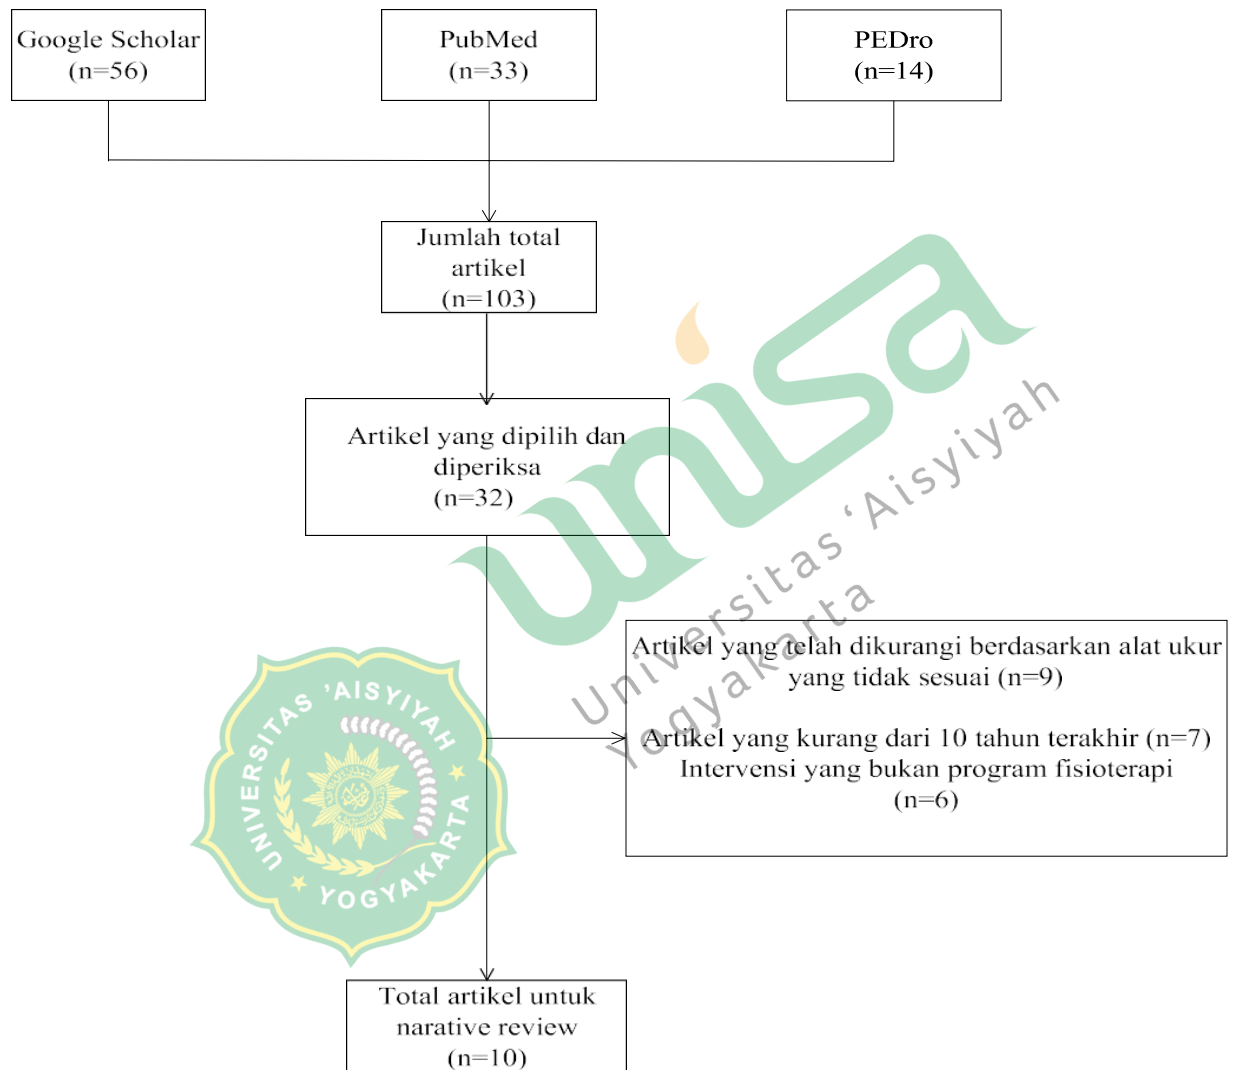 Google Scholar
(n=56)
PubMed
(n=33)
PEDro
(n=14)
Jumlah total
artikel
(n=103)
Artikel yang dipilih dan
diperiksa
(n=32)
Artikel yang telah dikurangi berdasarkan alat ukur
yang tidak sesuai (n=9)
Artikel yang kurang dari 10 tahun terakhir (n=7)
Intervensi yang bukan program fisioterapi
(n=6)
Total artikel untuk
narative review
(n=10)
unisa
Universitas ‘Aisyiyah
Yogyakarta
UNIVERSITAS 'AISYIYAH
YOGYAKARTA